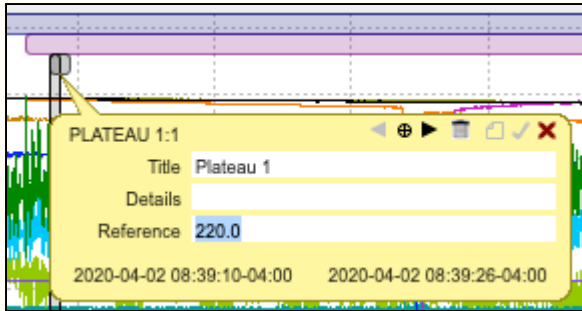 PLATEAU 1:1
Title Plateau 1
Details
Reference 220.0
2020-04-02 08:39:10-04:00 2020-04-02 08:39:26-04:00